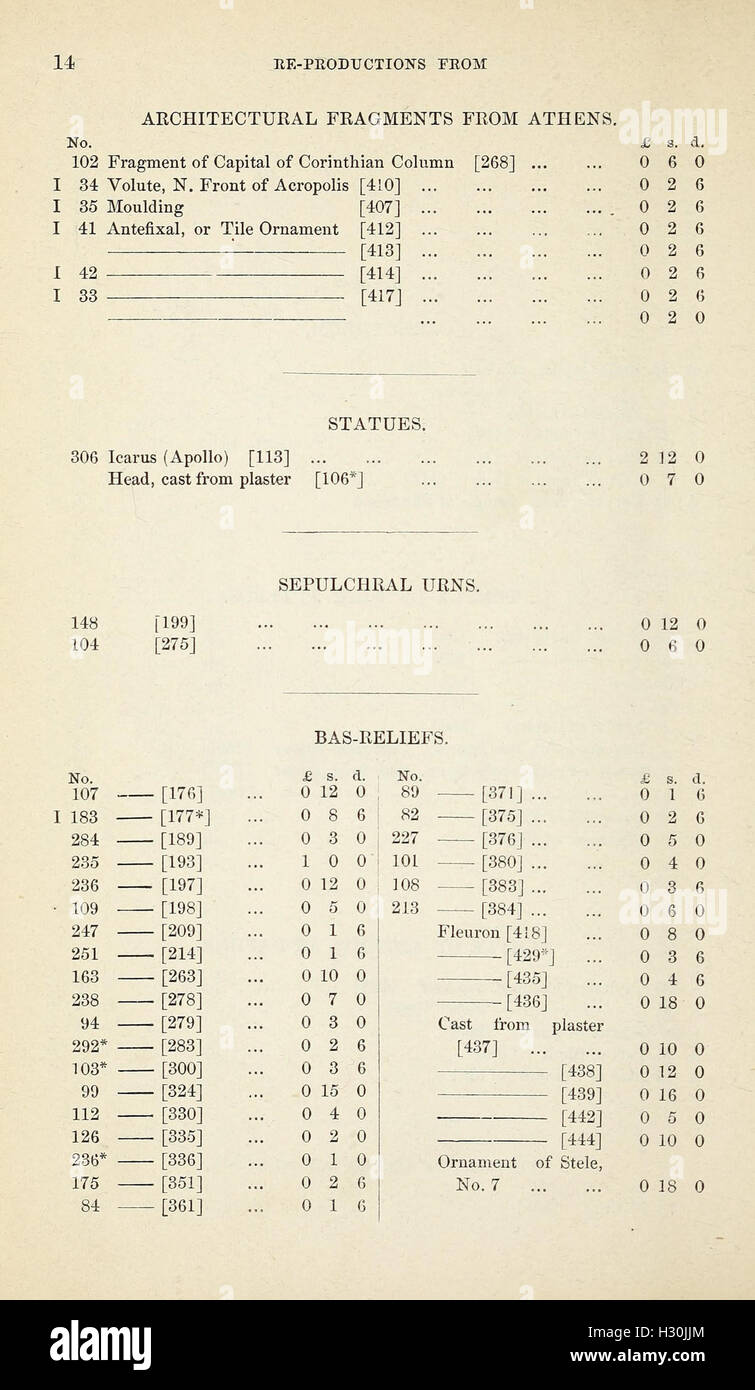 14 RE-PRODUCTIONS FROM
ARCHITECTURAL FRAGMENTS FROM ATHENS.
No. £ s. d.
102 Fragment of Capital of Corinthian Column [268] ... ... 0 6 0
I 34 Volute, N. Front of Acropolis [410] ... ... ... ... 0 2 6
I 35 Moulding [407] ... ... ... ... 0 2 6
I 41 Antefixal, or Tile Ornament [412] ... ... ... ... 0 2 6
——— [413] ... ... ... ... 0 2 6
I 42 ——— [414] ... ... ... ... 0 2 6
I 33 ——— [417] ... ... ... ... 0 2 6
——— ... ... ... ... 0 2 0
STATUES.
306 Icarus (Apollo) [113] ... ... ... ... ... ... 2 12 0
Head, cast from plaster [106*] ... ... ... ... 0 7 0
SEPULCHRAL URNS.
148 [199] ... ... ... ... ... ... ... 0 12 0
104 [275] ... ... ... ... ... ... ... 0 6 0
BAS-RELIEFS.
No. £ s. d.
107 — [176] ... 0 12 0
I 183 — [177*] ... 0 8 6
284 — [189] ... 0 3 0
235 — [193] ... 1 0 0
236 — [197] ... 0 12 0
109 — [198] ... 0 5 0
247 — [209] ... 0 1 6
251 — [214] ... 0 1 6
163 — [263] ... 0 10 0
238 — [278] ... 0 7 0
94 — [279] ... 0 3 0
292* — [283] ... 0 2 6
103* — [300] ... 0 3 6
99 — [324] ... 0 15 0
112 — [330] ... 0 4 0
126 — [335] ... 0 2 0
236* — [336] ... 0 1 0
175 — [351] ... 0 2 6
84 — [361] ... 0 1 6
No. £ s. d.
89 — [371] ... ... 0 1 6
82 — [375] ... ... 0 2 6
227 — [376] ... ... 0 5 0
101 — [380] ... ... 0 4 0
108 — [383] ... ... 0 3 6
213 — [384] ... ... 0 6 0
Fleuron [418] ... 0 8 0
——— [429*] ... 0 3 6
——— [435] ... 0 4 6
——— [436] ... 0 18 0
Cast from plaster
[437] ... ... 0 10 0
——— [438] 0 12 0
——— [439] 0 16 0
——— [442] 0 5 0
——— [444] 0 10 0
Ornament of Stele,
No. 7 ... ... 0 18 0
alamy
alamy
alamy
a
a
a
a
a
a
a
alamy
Image ID: H30JJM
www.alamy.com